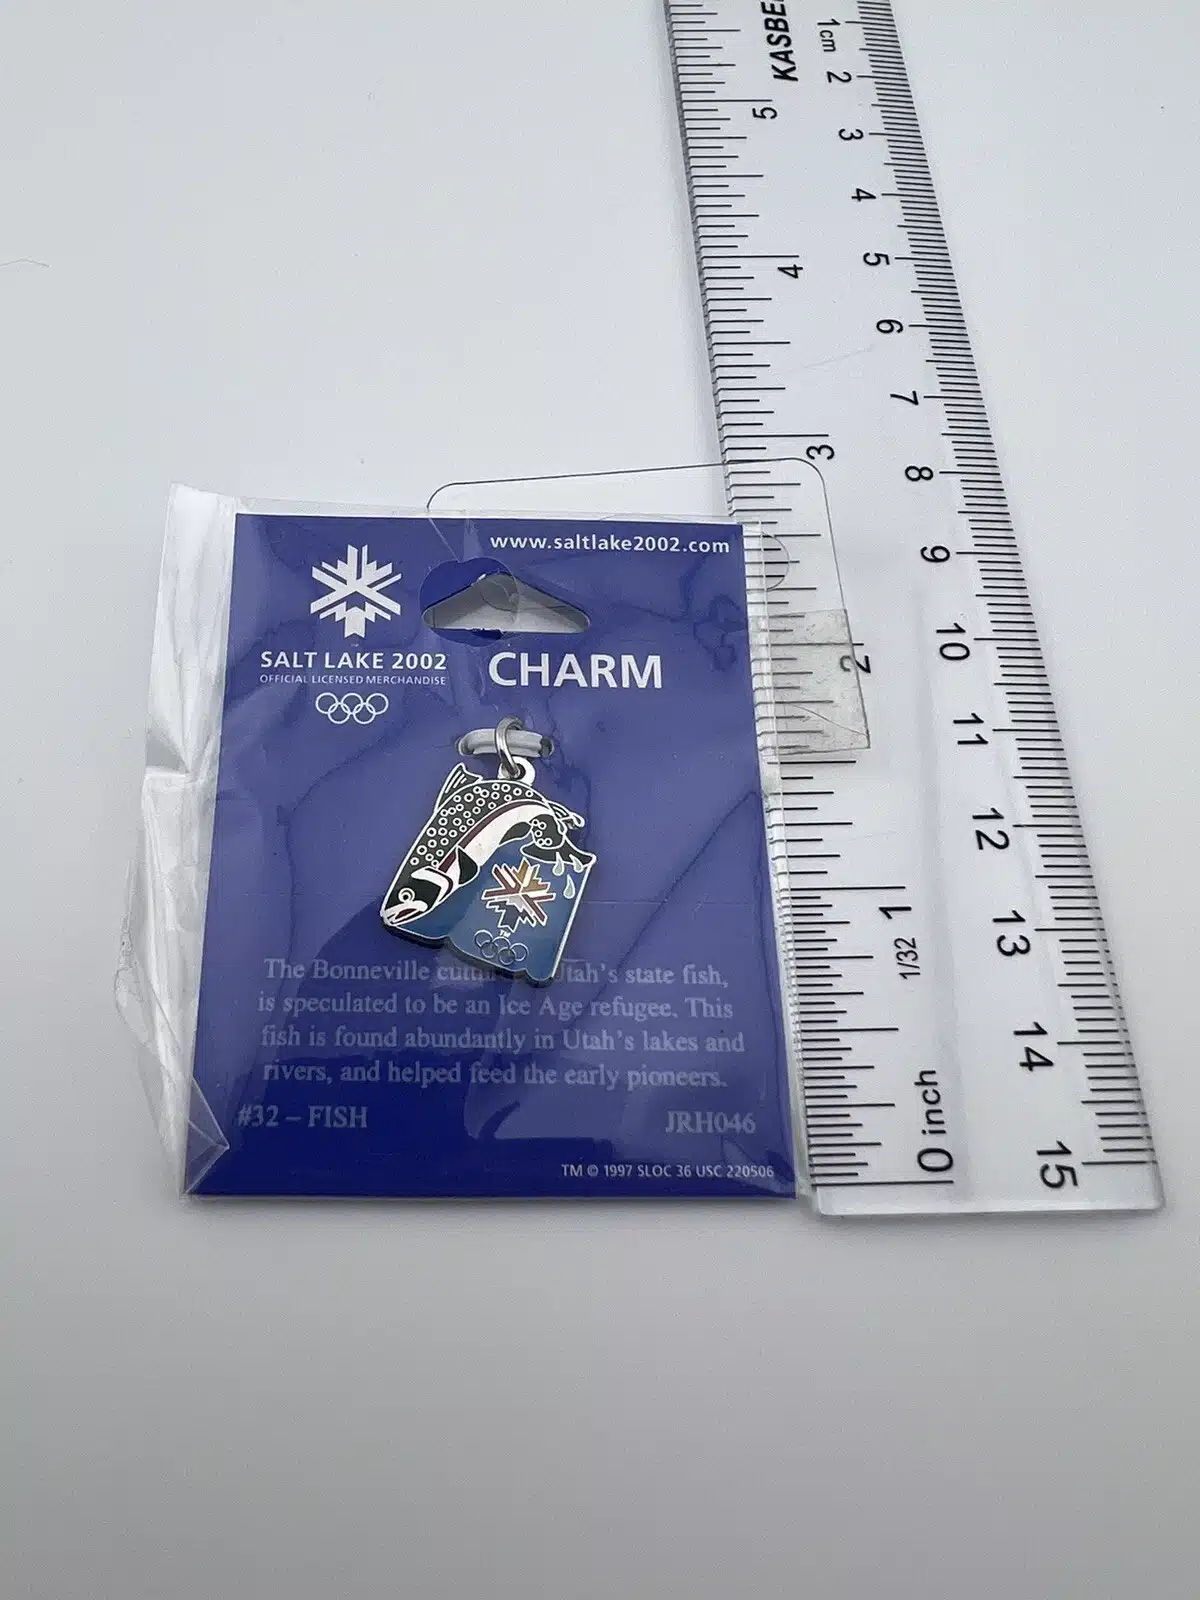 www.saltlake2002.com
SALT LAKE 2002
OFFICIAL LICENSED MERCHANDISE
CHARM
TM
The Bonneville Utah's state fish,
is speculated to be an Ice Age refugee. This
fish is found abundantly in Utah's lakes and
rivers, and helped feed the early pioneers.
#32 – FISH
JRH046
TM © 1997 SLOC 36 USC 220506
1cm 2 3 4 5 6 7 8 9 10 11 12 13 14 15
5 4 3 2 1 0 inch
1/32